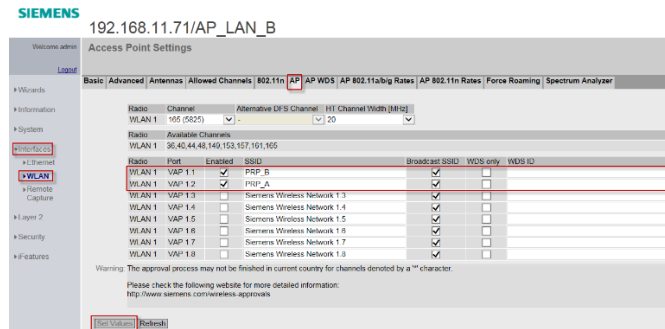 SIEMENS
192.168.11.71/AP_LAN_B
Welcome admin
Access Point Settings
Logout
Basic Advanced Antennas Allowed Channels 802.11n AP AP WDS AP 802.11a/b/g Rates AP 802.11n Rates Force Roaming Spectrum Analyzer
Wizards
Information
System
Interfaces
Ethernet
WLAN
Remote
Capture
Layer 2
Security
iFeatures
Radio Channel Alternative DFS Channel HT Channel Width [MHz]
WLAN 1 165 (5825) - 20
Radio Available Channels
WLAN 1 36,40,44,48,149,153,157,161,165
Radio Port Enabled SSID Broadcast SSID WDS only WDS ID
WLAN 1 VAP 1.1 PRP_B
WLAN 1 VAP 1.2 PRP_A
WLAN 1 VAP 1.3 Siemens Wireless Network 1.3
WLAN 1 VAP 1.4 Siemens Wireless Network 1.4
WLAN 1 VAP 1.5 Siemens Wireless Network 1.5
WLAN 1 VAP 1.6 Siemens Wireless Network 1.6
WLAN 1 VAP 1.7 Siemens Wireless Network 1.7
WLAN 1 VAP 1.8 Siemens Wireless Network 1.8
Warning: The approval process may not be finished in current country for channels denoted by a '*' character.
Please check the following website for more detailed information:
http://www.siemens.com/wireless-approvals
Set Values Refresh